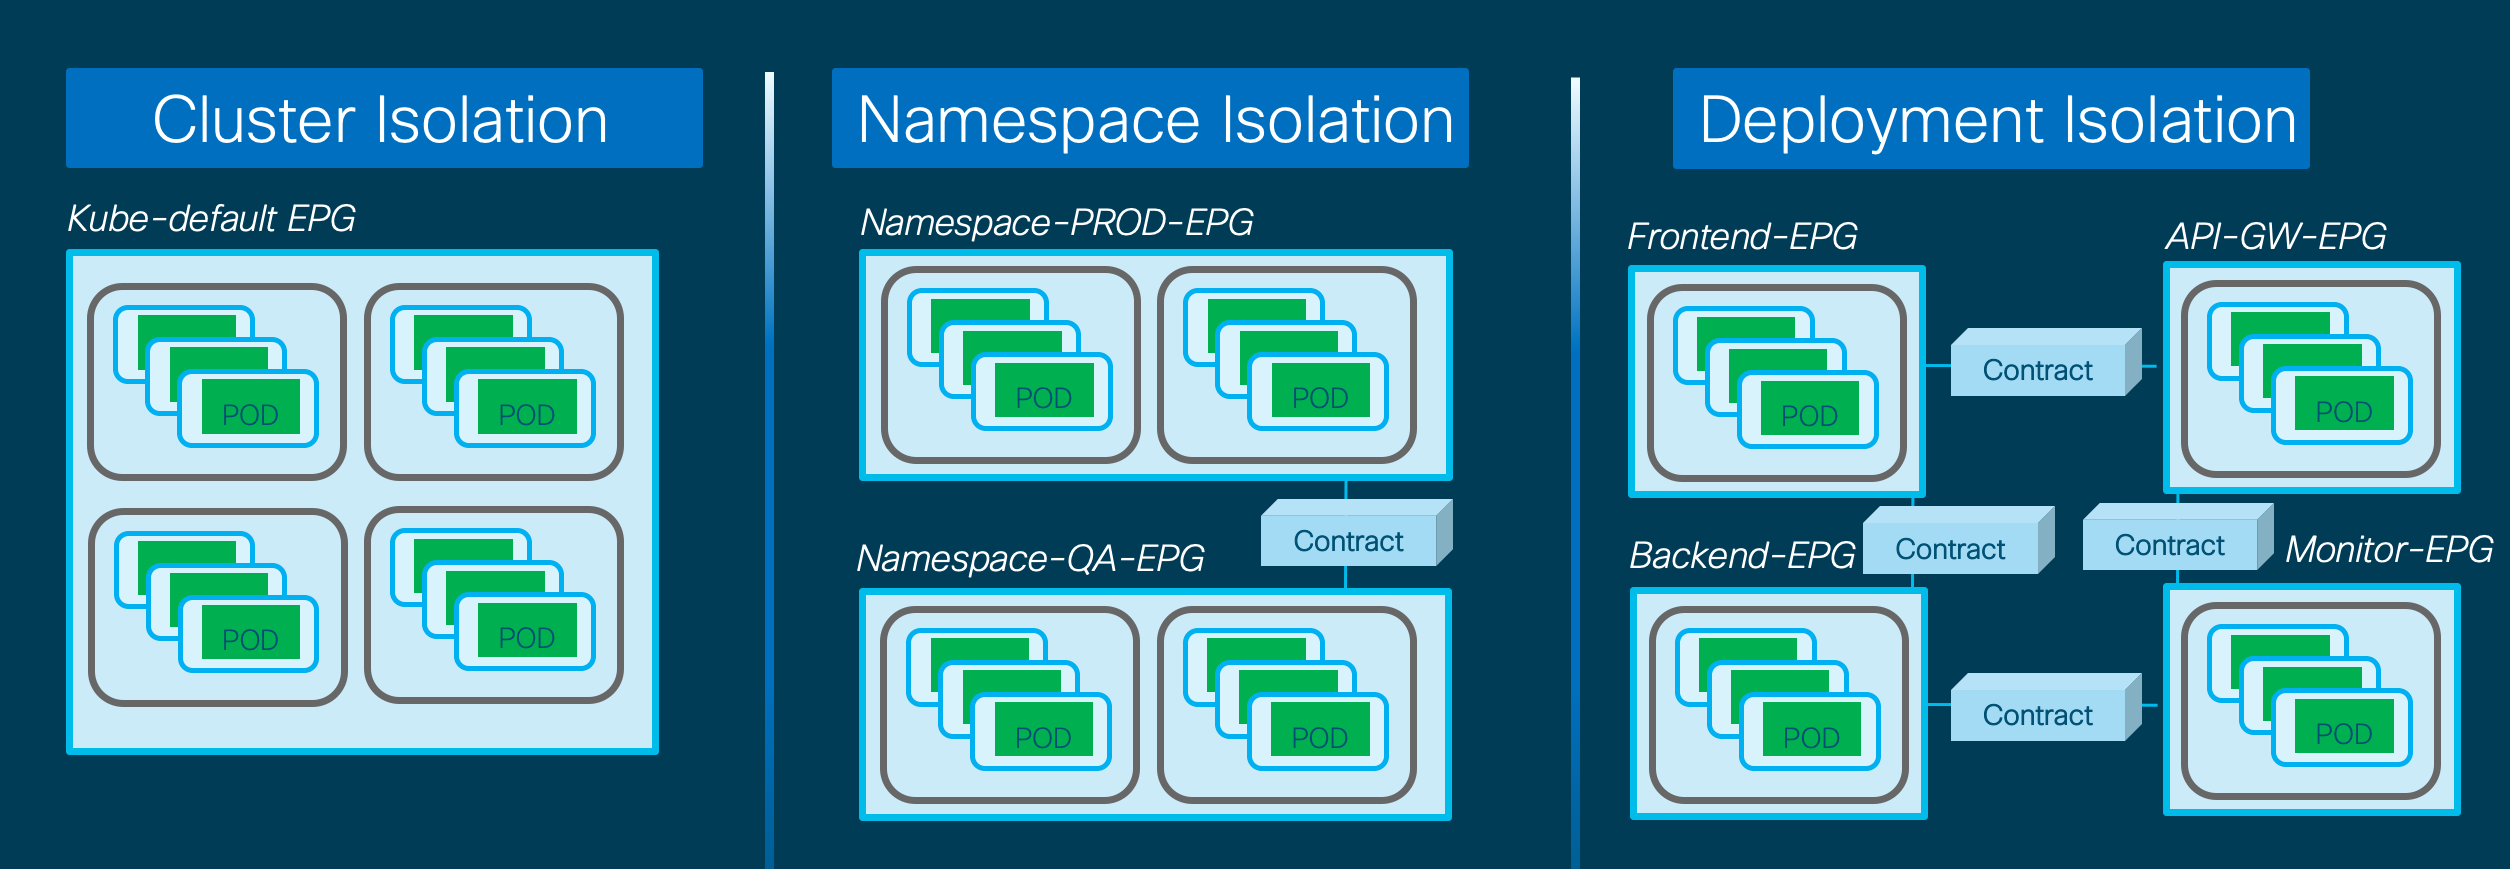 Cluster Isolation
Kube-default EPG
POD
POD
POD
POD
Namespace Isolation
Namespace-PROD-EPG
POD
POD
Contract
Namespace-QA-EPG
POD
POD
Deployment Isolation
Frontend-EPG
API-GW-EPG
POD
Contract
POD
Backend-EPG
Contract
Contract
Monitor-EPG
POD
Contract
POD